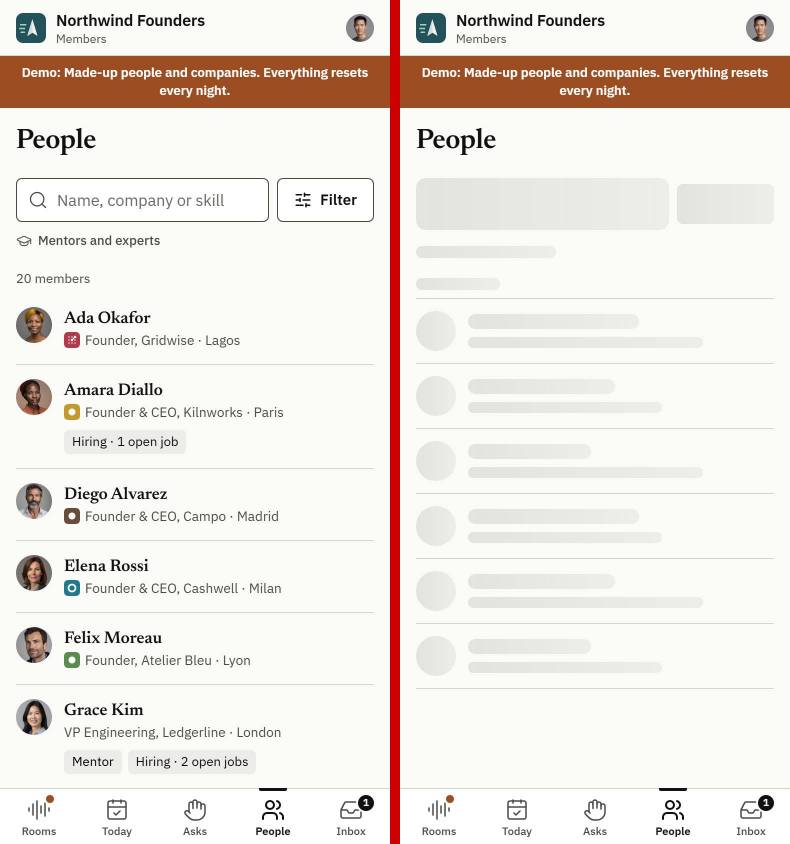 Northwind Founders
Members
Demo: Made-up people and companies. Everything resets
every night.
People
Name, company or skill
Filter
Mentors and experts
20 members
Ada Okafor
Founder, Gridwise · Lagos
Amara Diallo
Founder & CEO, Kilnworks · Paris
Hiring · 1 open job
Diego Alvarez
Founder & CEO, Campo · Madrid
Elena Rossi
Founder & CEO, Cashwell · Milan
Felix Moreau
Founder, Atelier Bleu · Lyon
Grace Kim
VP Engineering, Ledgerline · London
Mentor
Hiring · 2 open jobs
Rooms
Today
Asks
People
1
Inbox
Northwind Founders
Members
Demo: Made-up people and companies. Everything resets
every night.
People
Rooms
Today
Asks
People
1
Inbox